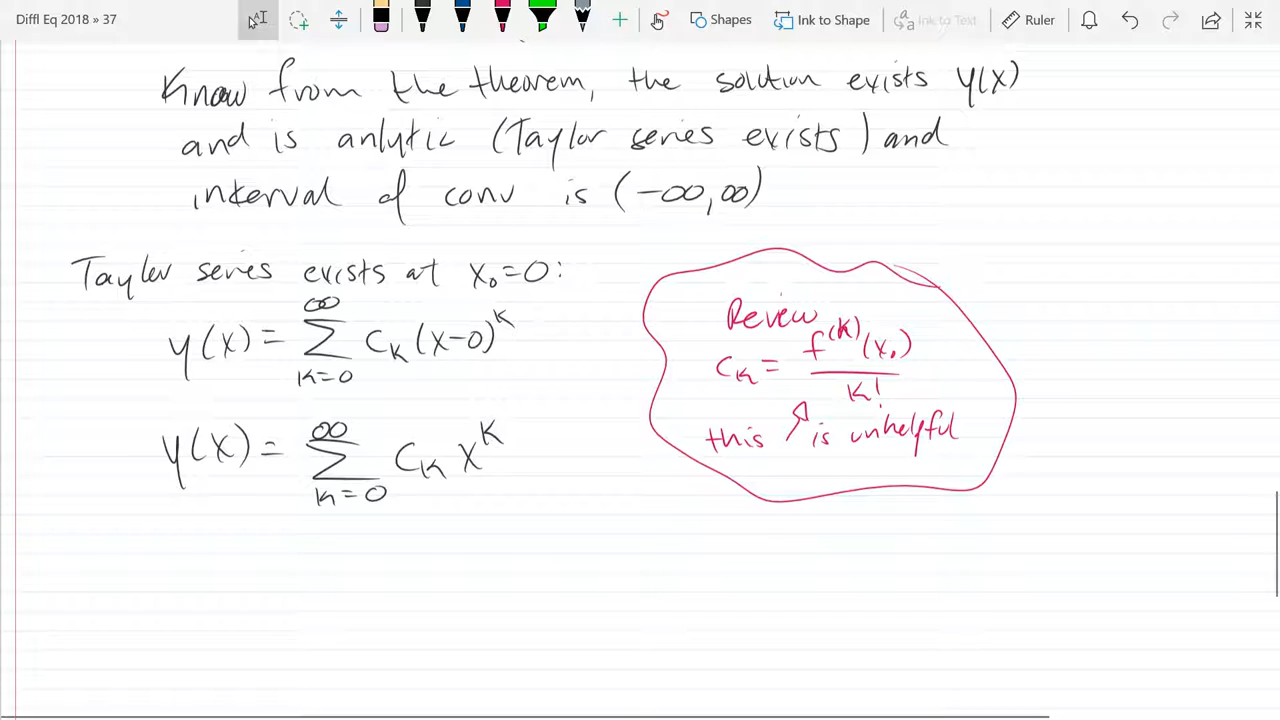 Diffl Eq 2018 » 37
Shapes
Ink to Shape
Ink to Text
Ruler
Know from the theorem, the solution exists y(x)
and is anlytic (Taylor series exists) and
interval of conv is (-∞,∞)
Taylor series exists at x₀=0:
y(x) = ∑_{k=0}^{∞} c_k (x-0)^k
y(x) = ∑_{k=0}^{∞} c_k x^k
Review
c_k = f^{(k)}(x₀) / k!
this ↗ is unhelpful